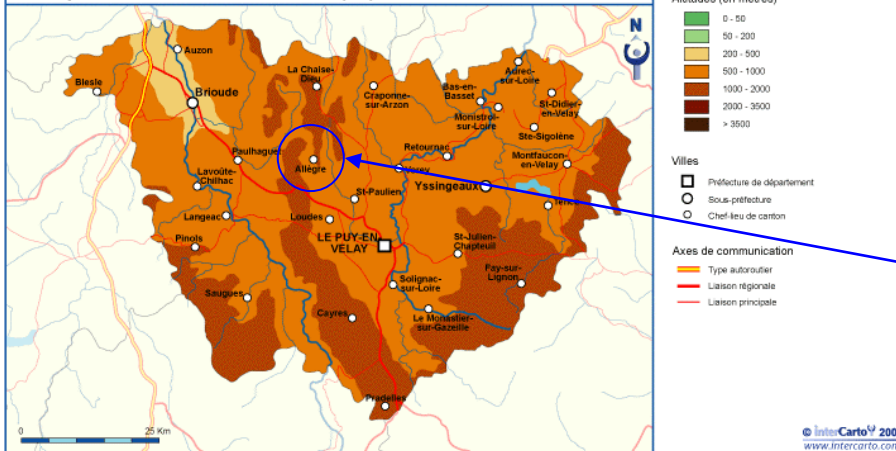 Altitudes (en mètres)
0 - 50
50 - 200
200 - 500
500 - 1000
1000 - 2000
2000 - 3500
> 3500
N
Villes
Préfecture de département
Sous-préfecture
Chef-lieu de canton
Axes de communication
Type autoroutier
Liaison régionale
Liaison principale
Auzon
Blesle
Brioude
La Chaise-
Dieu
Craponne-
sur-Arzon
Bas-en-
Basset
Aurec-
sur-Loire
St-Didier-
en-Velay
Monistrol-
sur-Loire
Ste-Sigolène
Paulhaguet
Allègre
Retournac
Vorey
Montfaucon-
en-Velay
Lavoûte-
Chilhac
St-Paulien
Yssingeaux
Tence
Langeac
Loudes
Pinols
LE PUY-EN-
VELAY
St-Julien-
Chapteuil
Fay-sur-
Lignon
Saugues
Solignac-
sur-Loire
Cayres
Le Monastier-
sur-Gazeille
Pradelles
0
25 Km
© InterCarto 200
www.intercarto.com